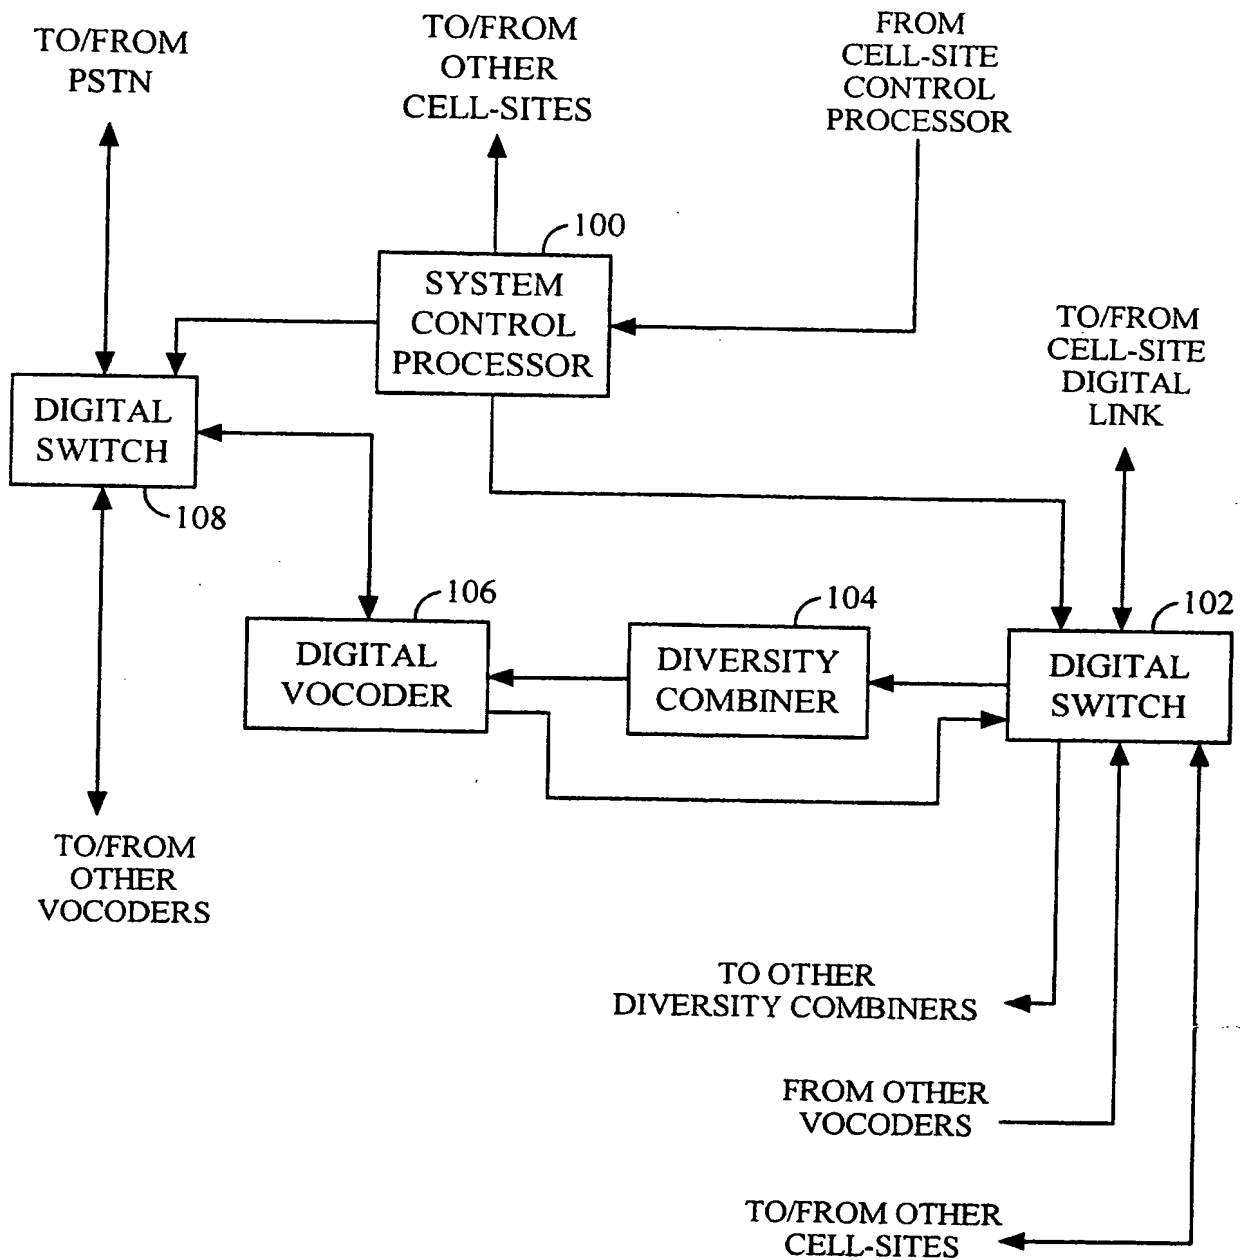 TO/FROM
PSTN
TO/FROM
OTHER
CELL-SITES
FROM
CELL-SITE
CONTROL
PROCESSOR
100
SYSTEM
CONTROL
PROCESSOR
TO/FROM
CELL-SITE
DIGITAL
LINK
DIGITAL
SWITCH
108
106
DIGITAL
VOCODER
104
DIVERSITY
COMBINER
102
DIGITAL
SWITCH
TO/FROM
OTHER
VOCODERS
TO OTHER
DIVERSITY COMBINERS
FROM OTHER
VOCODERS
TO/FROM OTHER
CELL-SITES